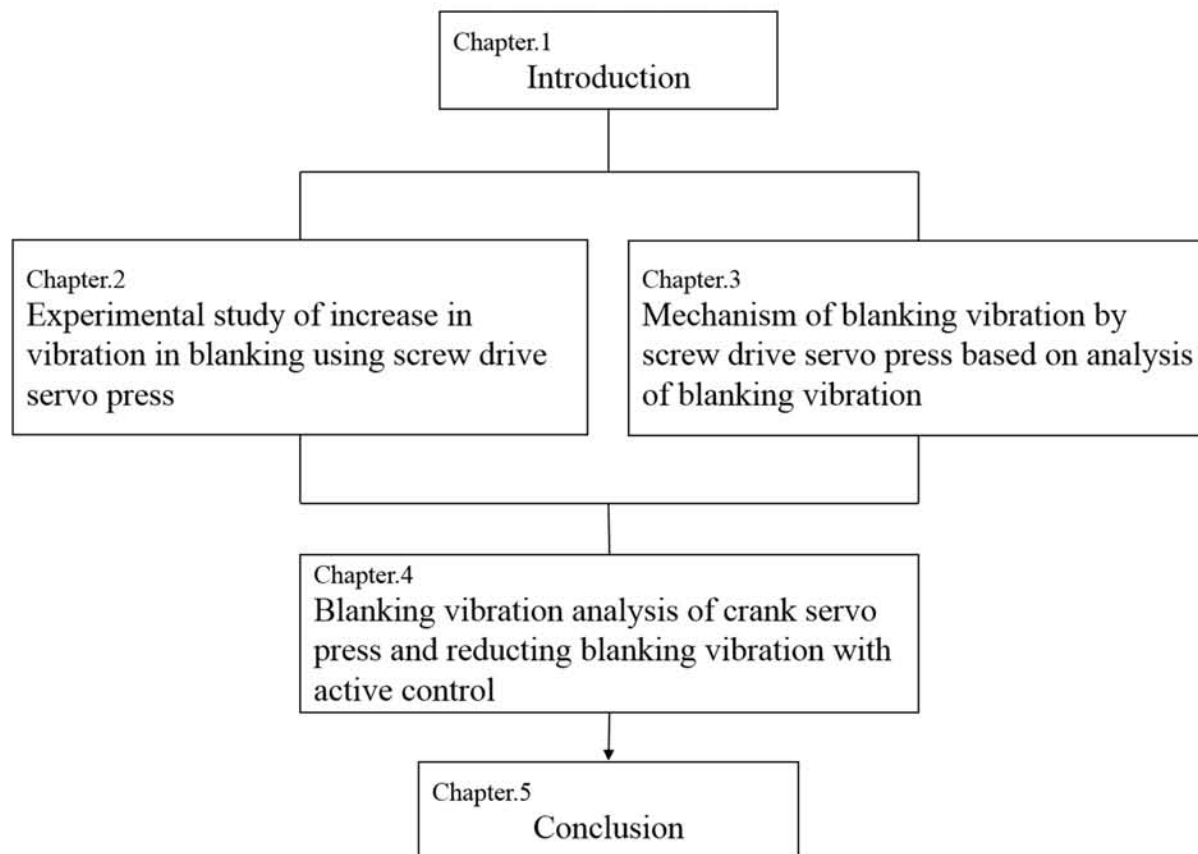 Chapter.1
Introduction
Chapter.2
Experimental study of increase in
vibration in blanking using screw drive
servo press
Chapter.3
Mechanism of blanking vibration by
screw drive servo press based on analysis
of blanking vibration
Chapter.4
Blanking vibration analysis of crank servo
press and reducting blanking vibration with
active control
Chapter.5
Conclusion